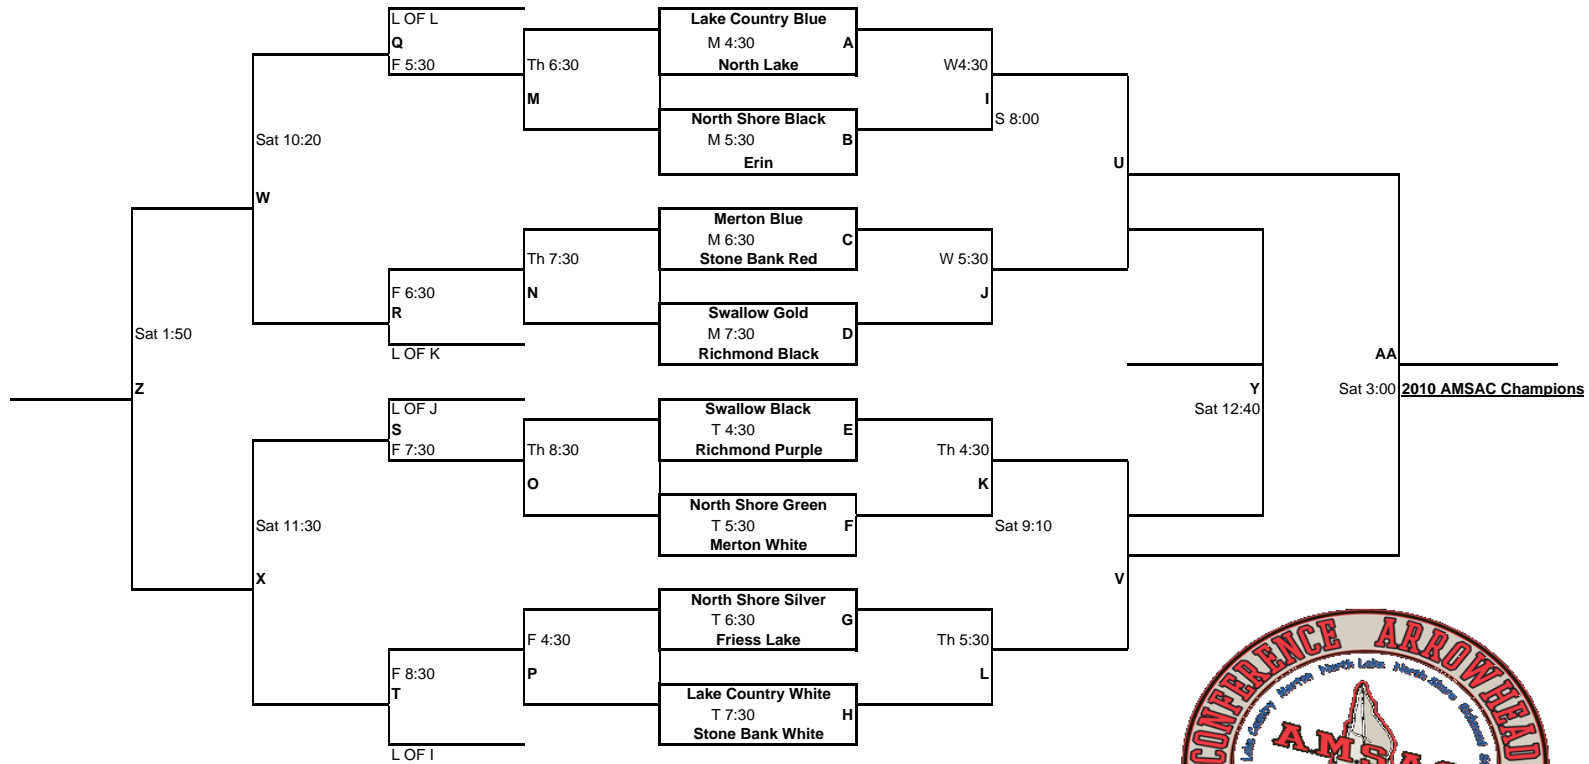 L OF L
Q
F 5:30
Th 6:30
M
Lake Country Blue
M 4:30 A
North Lake
W4:30
I
S 8:00
North Shore Black
M 5:30 B
Erin
Sat 10:20
W
U
Merton Blue
M 6:30 C
Stone Bank Red
Th 7:30
N
W 5:30
J
F 6:30
R
L OF K
Swallow Gold
M 7:30 D
Richmond Black
Sat 1:50
Z
AA
Sat 3:00 2010 AMSAC Champions
Y
Sat 12:40
L OF J
S
F 7:30
Th 8:30
O
Swallow Black
T 4:30 E
Richmond Purple
Th 4:30
K
North Shore Green
T 5:30 F
Merton White
Sat 11:30
X
Sat 9:10
V
North Shore Silver
T 6:30 G
Friess Lake
F 4:30
P
Th 5:30
L
F 8:30
T
L OF I
Lake Country White
T 7:30 H
Stone Bank White
CONFERENCE ARROWHEAD
Lake Country Merton North Lake North Shore Richmond
A.M.S.A.C